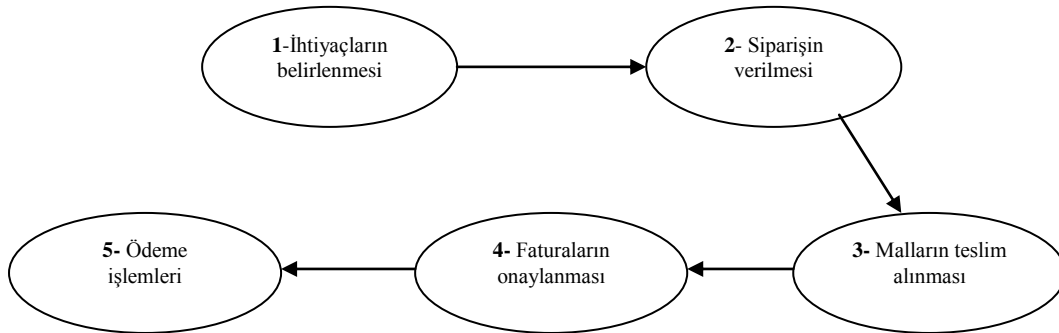 1-İhtiyaçların
belirlenmesi
2- Siparişin
verilmesi
3- Malların teslim
alınması
4- Faturaların
onaylanması
5- Ödeme
işlemleri